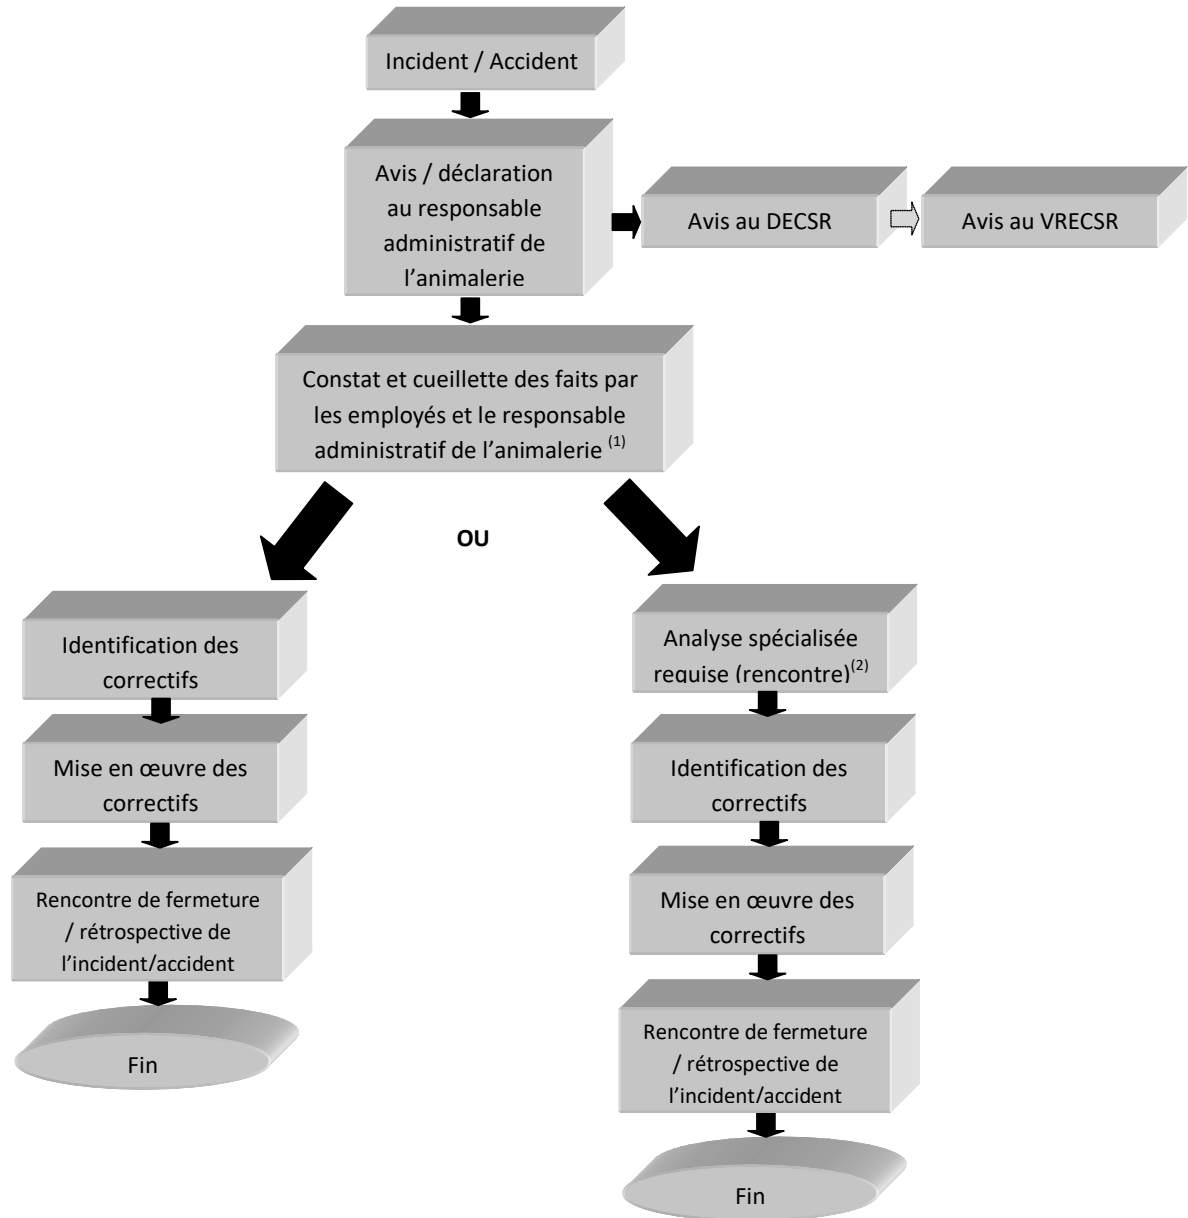 Incident / Accident
Avis / déclaration
au responsable
administratif de
l'animalerie
Avis au DECSR
Avis au VRECSR
Constat et cueillette des faits par
les employés et le responsable
administratif de l'animalerie (1)
OU
Identification des
correctifs
Mise en œuvre des
correctifs
Rencontre de fermeture
/ rétrospective de
l'incident/accident
Fin
Analyse spécialisée
requise (rencontre)(2)
Identification des
correctifs
Mise en œuvre des
correctifs
Rencontre de fermeture
/ rétrospective de
l'incident/accident
Fin